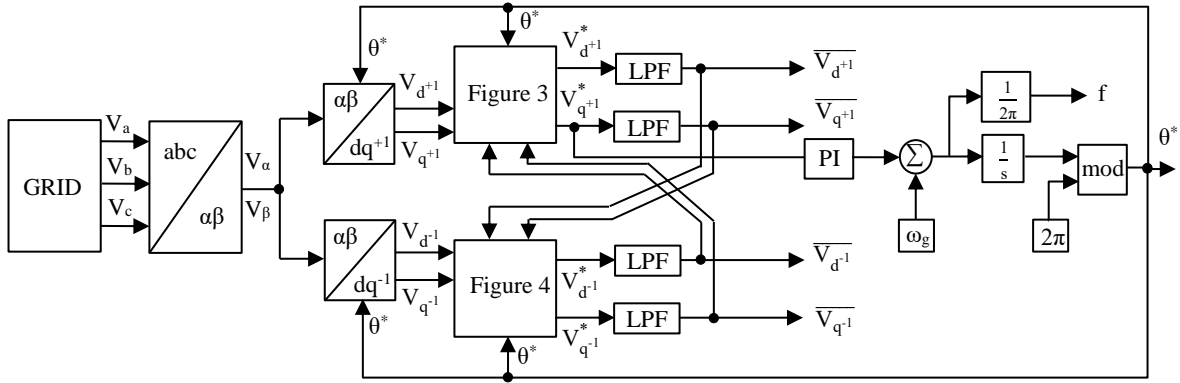 GRID
Va
Vb
Vc
abc
αβ
Vα
Vβ
θ*
αβ
dq+1
Vd+1
Vq+1
θ*
Figure 3
V*d+1
V*q+1
LPF
LPF
Vd+1
Vq+1
PI
Σ
ωg
1
2π
f
1
s
mod
2π
θ*
αβ
dq-1
θ*
Vd-1
Vq-1
Figure 4
θ*
V*d-1
V*q-1
LPF
LPF
Vd-1
Vq-1